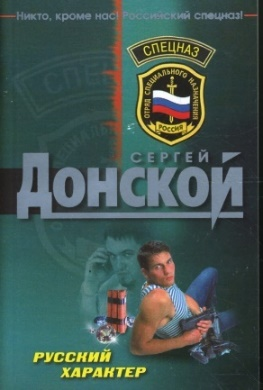 Никто, кроме нас! Российский спецназ!
СПЕЦНАЗ
ОТРЯД СПЕЦИАЛЬНОГО НАЗНАЧЕНИЯ
РОССИЯ
СЕРГЕЙ
ДОНСКОЙ
РУССКИЙ
ХАРАКТЕР